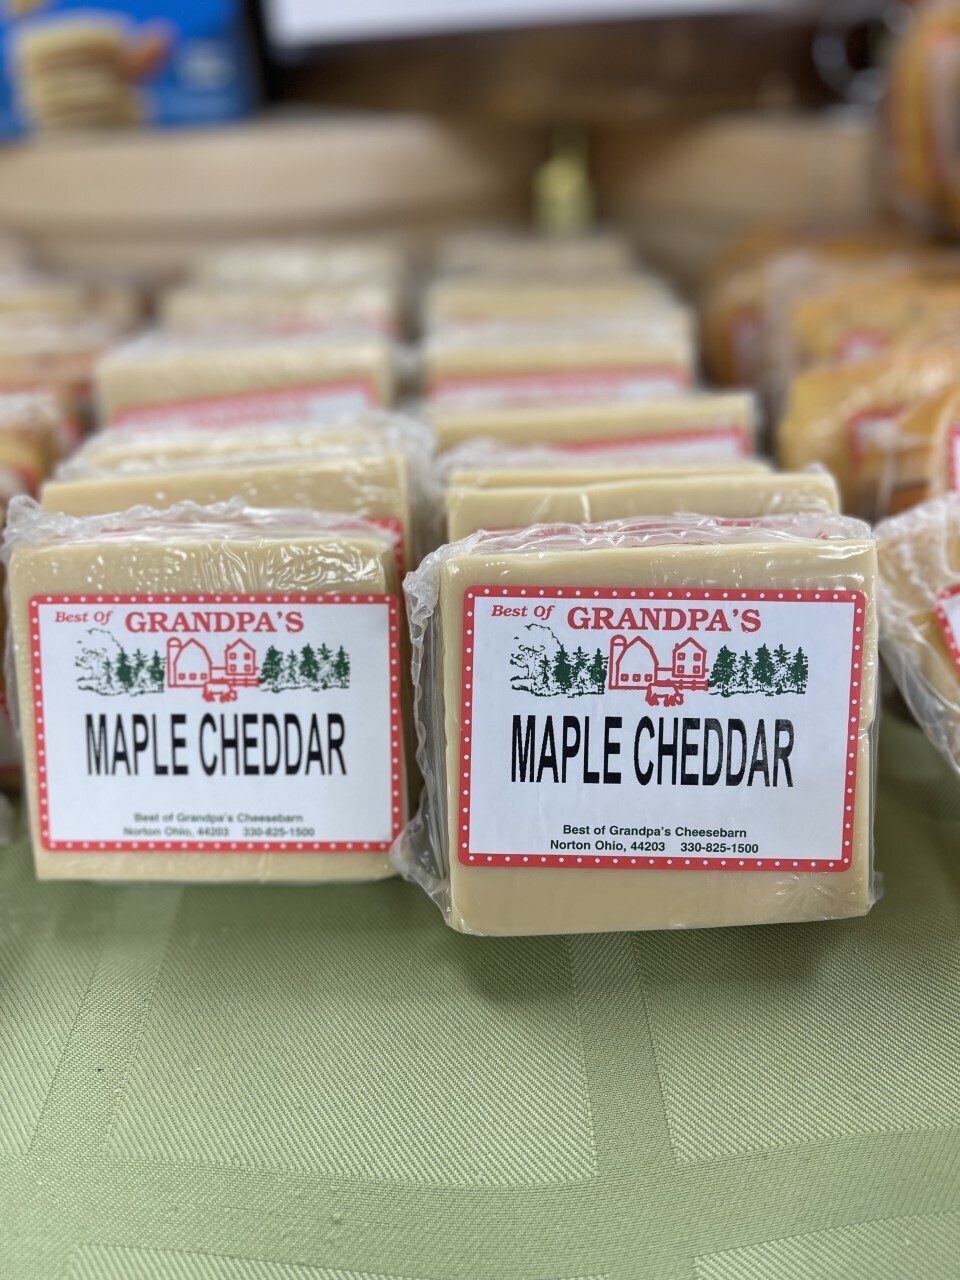 Best Of GRANDPA'S
MAPLE CHEDDAR
Best of Grandpa's Cheesebarn
Norton Ohio, 44203 330-825-1500
Best Of GRANDPA'S
MAPLE CHEDDAR
Best of Grandpa's Cheesebarn
Norton Ohio, 44203 330-825-1500